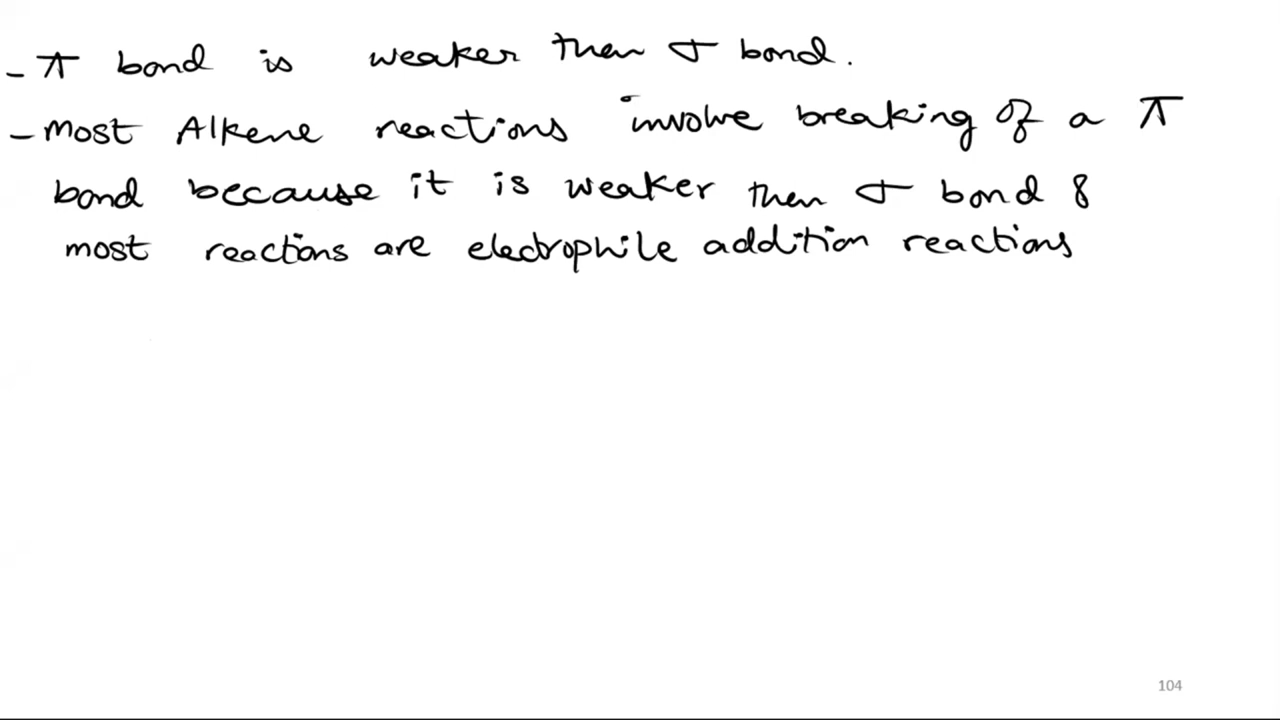 - π bond is weaker then σ bond.
- most Alkene reactions involve breaking of a π
bond because it is weaker then σ bond &
most reactions are electrophile addition reactions
104